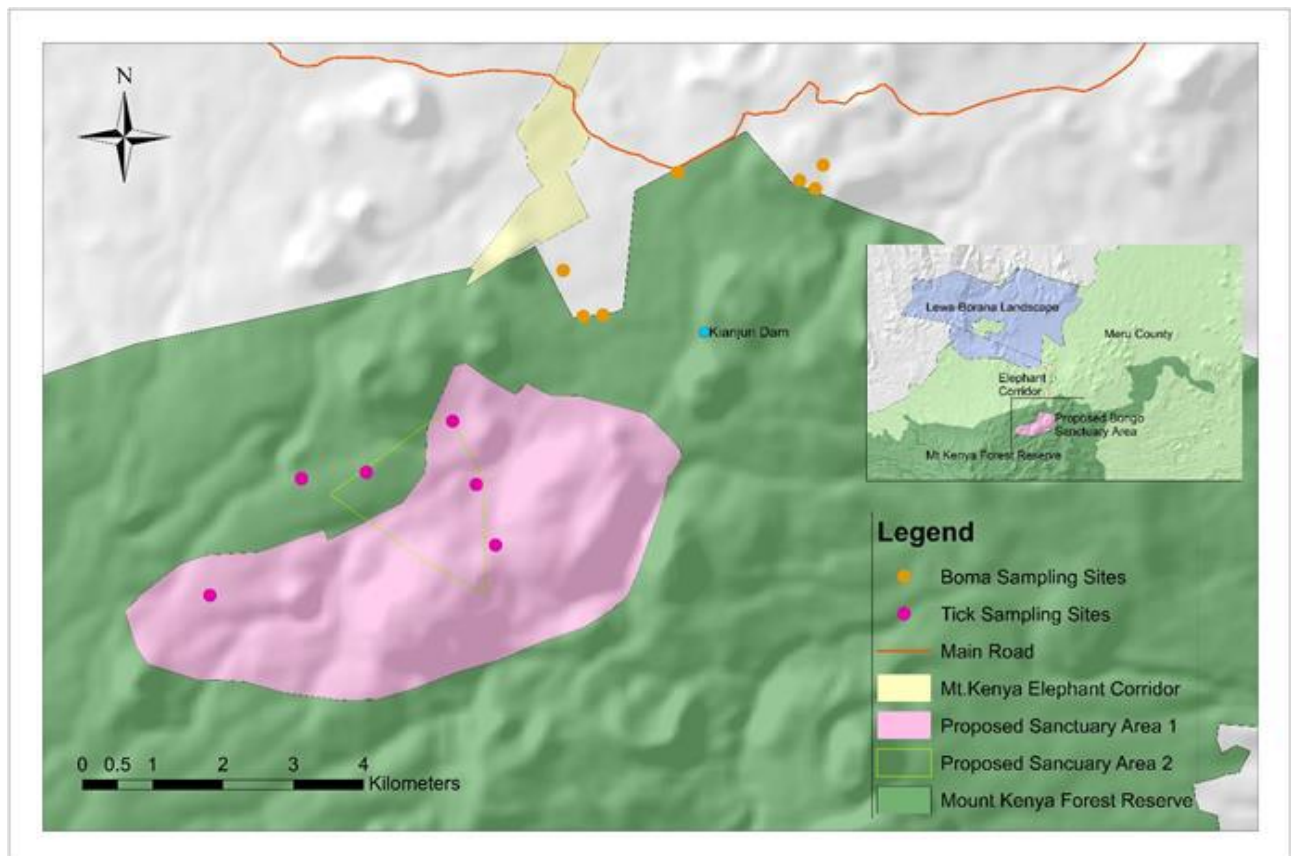 N
Kianjun Dam
Lewa-Borana Landscape
Meru County
Elephant
Corridor
Proposed Bongo
Sanctuary Area
Mt Kenya Forest Reserve
Legend
Boma Sampling Sites
Tick Sampling Sites
Main Road
Mt.Kenya Elephant Corridor
Proposed Sanctuary Area 1
Proposed Sancuary Area 2
Mount Kenya Forest Reserve
0 0.5 1 2 3 4
Kilometers